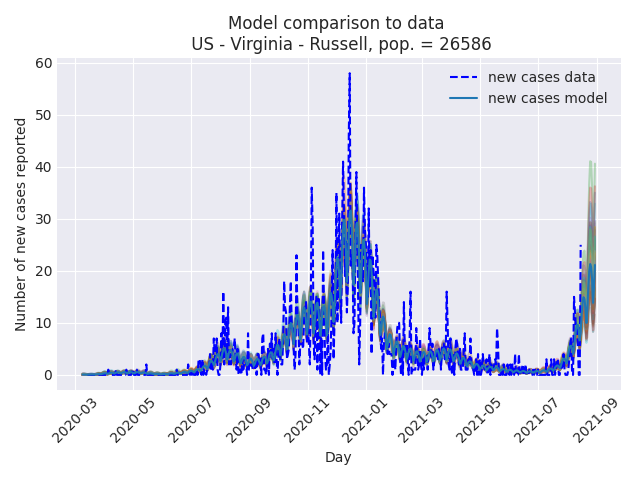 Model comparison to data
US - Virginia - Russell, pop. = 26586
new cases data
new cases model
Number of new cases reported
60
50
40
30
20
10
0
2020-03
2020-05
2020-07
2020-09
2020-11
2021-01
2021-03
2021-05
2021-07
2021-09
Day